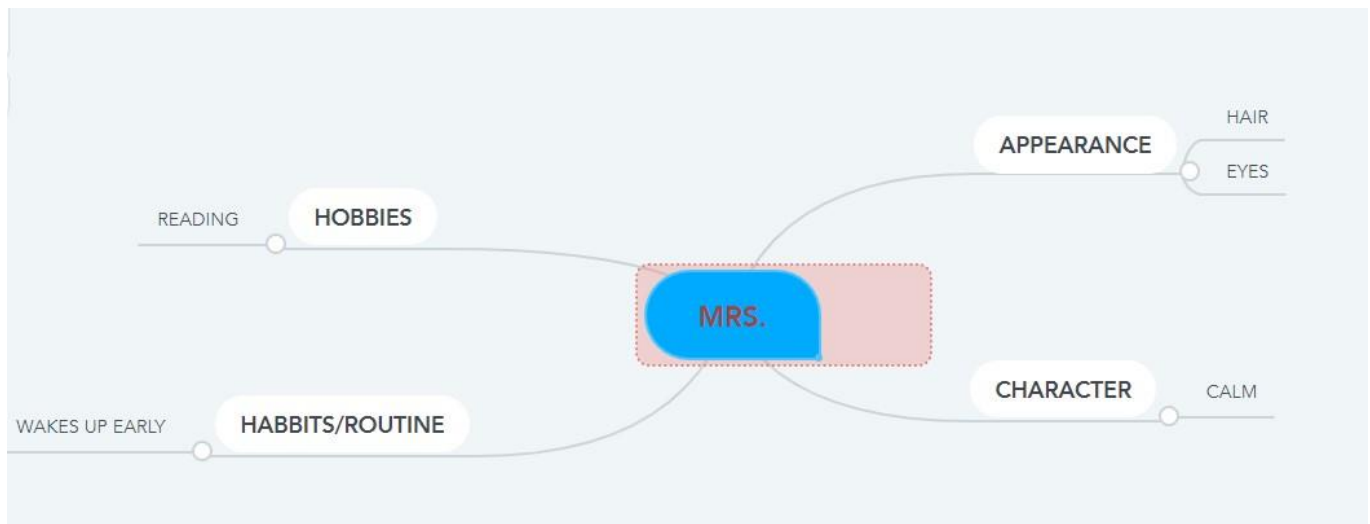 HAIR
APPEARANCE
EYES
READING
HOBBIES
MRS.
CHARACTER
CALM
WAKES UP EARLY
HABBITS/ROUTINE